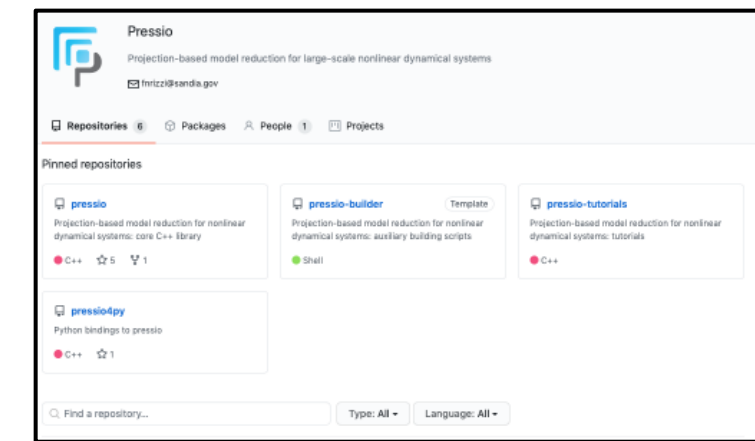 Pressio
Projection-based model reduction for large-scale nonlinear dynamical systems
fnrizzi@sandia.gov
Repositories 6 Packages People 1 Projects
Pinned repositories
pressio
Projection-based model reduction for nonlinear
dynamical systems: core C++ library
C++ 5 1
pressio-builder Template
Projection-based model reduction for nonlinear
dynamical systems: auxiliary building scripts
Shell
pressio-tutorials
Projection-based model reduction for nonlinear
dynamical systems: tutorials
C++
pressio4py
Python bindings to pressio
C++ 1
Find a repository... Type: All Language: All